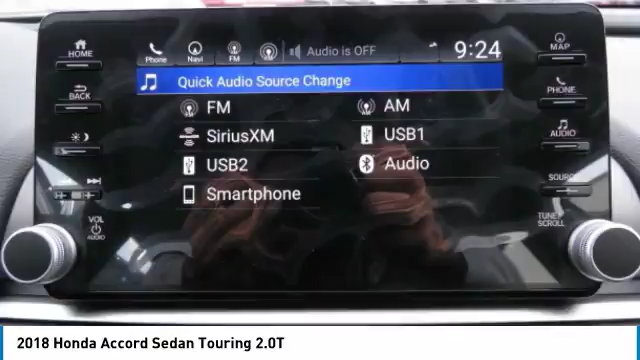 HOME
Phone Navi FM Audio is OFF 9:24
MAP
Quick Audio Source Change
BACK
PHONE
FM AM
SiriusXM USB1
AUDIO
USB2 Audio
SOURCE
Smartphone
VOL
AUDIO
TUNE
SCROLL
2018 Honda Accord Sedan Touring 2.0T